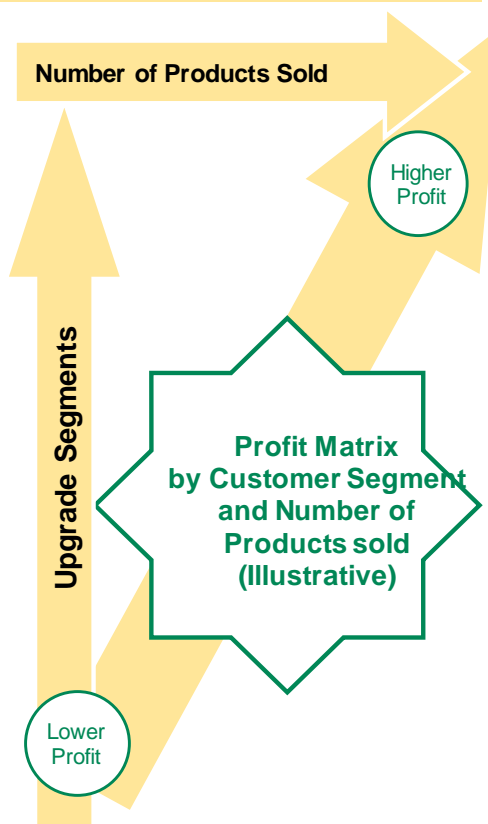 Number of Products Sold
Higher
Profit
Upgrade Segments
Profit Matrix
by Customer Segment
and Number of
Products sold
(Illustrative)
Lower
Profit